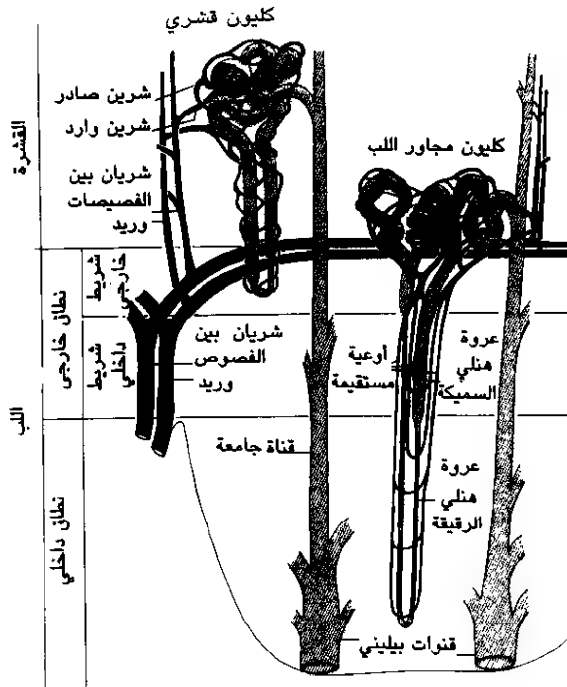 كليون قشري
شرين صادر
شرين وارد
شريان بين
الفصيصات
وريد
كليون مجاور اللب
القشرة
شريط
خارجي
نطاق خارجي
شريط
داخلي
اللب
نطاق داخلي
شريان بين
الفصوص
وريد
أوعية
مستقيمة
عروة
هنلي
السميكة
قناة جامعة
عروة
هنلي
الرقيقة
قنوات بيليني